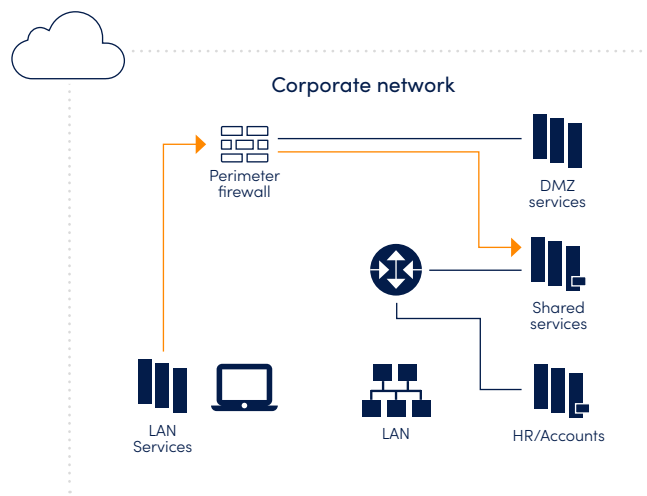 Corporate network
Perimeter
firewall
DMZ
services
Shared
services
LAN
Services
LAN
HR/Accounts